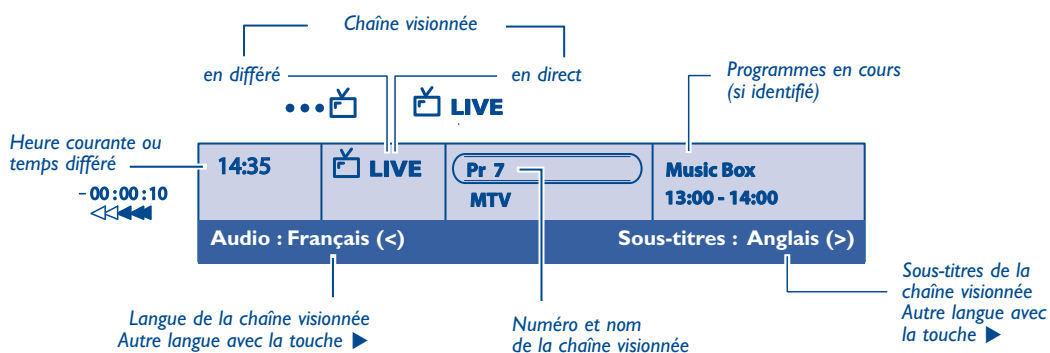 Chaîne visionnée
en différé
en direct
LIVE
Programmes en cours
(si identifié)
Heure courante ou
temps différé
- 00:00:10
14:35
LIVE
Pr 7
MTV
Music Box
13:00 - 14:00
Audio : Français (<)
Sous-titres : Anglais (>)
Langue de la chaîne visionnée
Autre langue avec la touche ▶
Numéro et nom
de la chaîne visionnée
Sous-titres de la
chaîne visionnée
Autre langue avec
la touche ▶